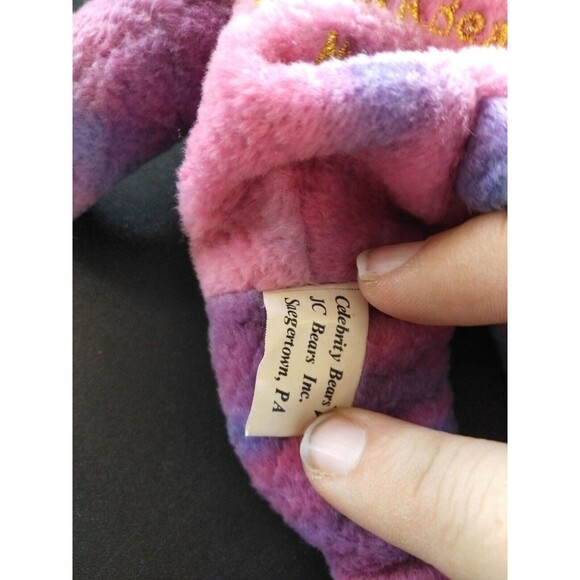 Celebrity Bears
JC Bears Inc.
Saegertown, PA